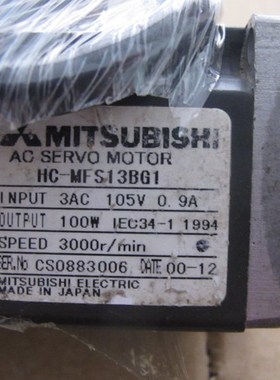 MITSUBISHI
AC SERVO MOTOR
HC-MFS13BG1
INPUT 3AC 105V 0.9A
OUTPUT 100W IEC34-1 1994
SPEED 3000r/min
SER.No CS0883006 DATE 00-12
MITSUBISHI ELECTRIC
MADE IN JAPAN